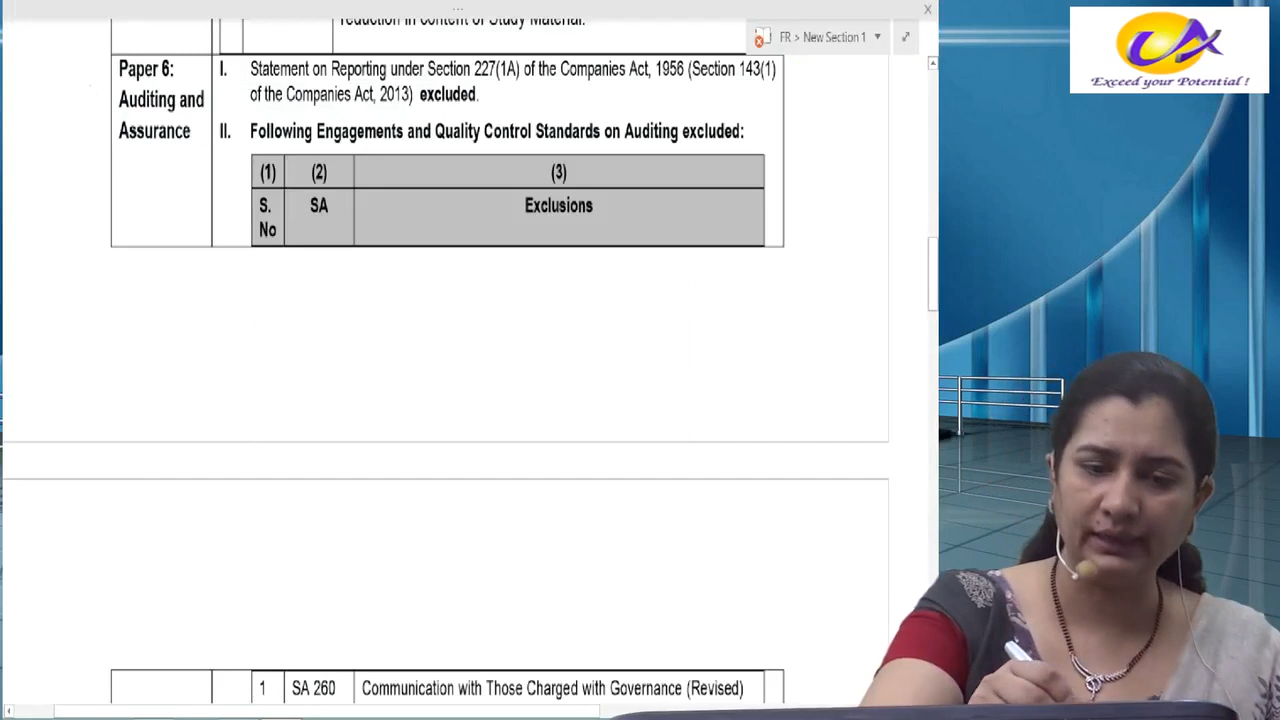 reduction in content of Study Material.
FR > New Section 1
Exceed your Potential !
Paper 6:
Auditing and
Assurance
I. Statement on Reporting under Section 227(1A) of the Companies Act, 1956 (Section 143(1)
of the Companies Act, 2013) excluded.
II. Following Engagements and Quality Control Standards on Auditing excluded:
(1) (2) (3)
S.
No SA Exclusions
1 SA 260 Communication with Those Charged with Governance (Revised)